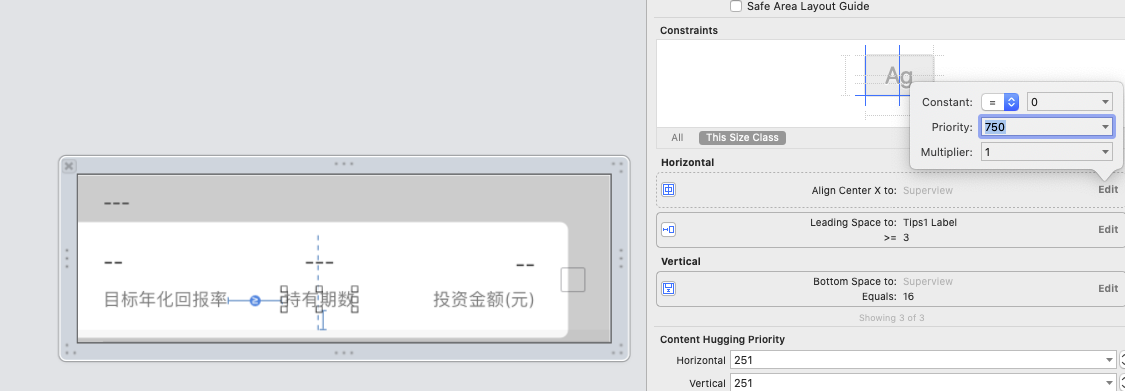 Safe Area Layout Guide
Constraints
Ag
Constant: = 0
Priority: 750
Multiplier: 1
All This Size Class
Horizontal
Align Center X to: Superview Edit
Leading Space to: Tips1 Label
>= 3 Edit
Vertical
Bottom Space to: Superview
Equals: 16 Edit
Showing 3 of 3
Content Hugging Priority
Horizontal 251
Vertical 251
---
-- --- --
目标年化回报率 持有期数 投资金额(元)